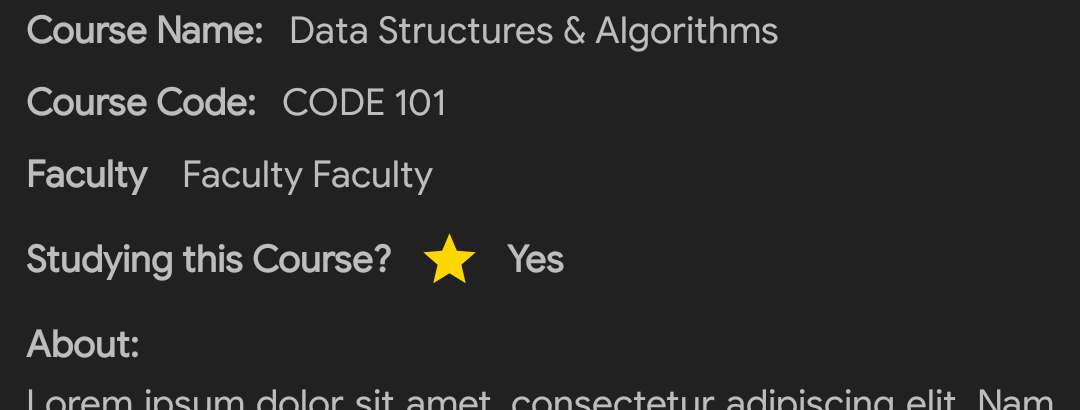 Course Name: Data Structures & Algorithms
Course Code: CODE 101
Faculty Faculty Faculty
Studying this Course? Yes
About:
Lorem ipsum dolor sit amet, consectetur adipiscing elit. Nam